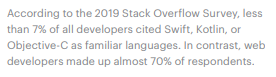 According to the 2019 Stack Overflow Survey, less
than 7% of all developers cited Swift, Kotlin, or
Objective-C as familiar languages. In contrast, web
developers made up almost 70% of respondents.